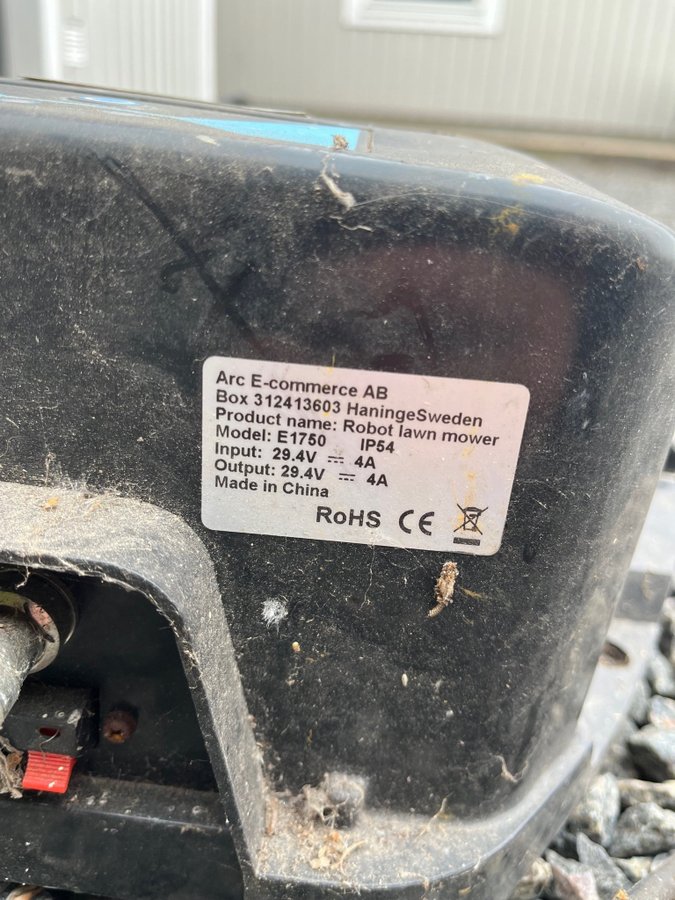 Arc E-commerce AB
Box 312413603 HaningeSweden
Product name: Robot lawn mower
Model: E1750 IP54
Input: 29.4V ⎓ 4A
Output: 29.4V ⎓ 4A
Made in China
RoHS CE